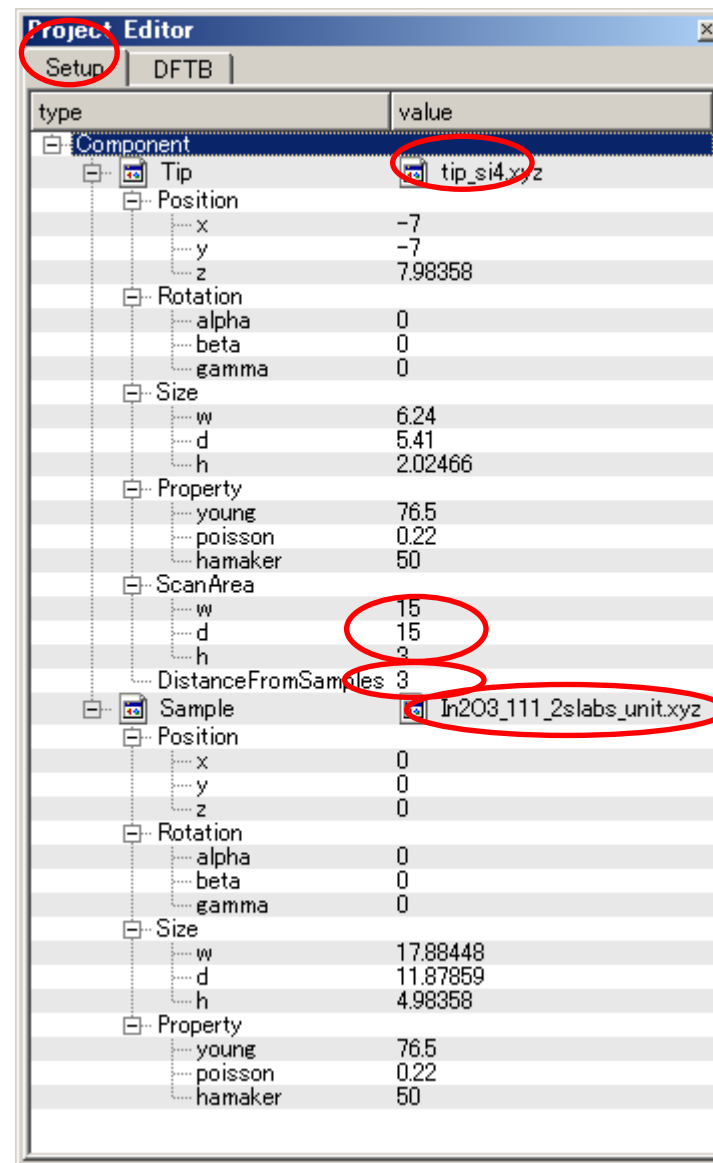 Project Editor
Setup DFTB
type value
Component
Tip tip_si4.xyz
Position
x -7
y -7
z 7.98358
Rotation
alpha 0
beta 0
gamma 0
Size
w 6.24
d 5.41
h 2.02466
Property
young 76.5
poisson 0.22
hamaker 50
ScanArea
w 15
d 15
h 3
DistanceFromSamples 3
Sample In2O3_111_2slabs_unit.xyz
Position
x 0
y 0
z 0
Rotation
alpha 0
beta 0
gamma 0
Size
w 17.88448
d 11.87859
h 4.98358
Property
young 76.5
poisson 0.22
hamaker 50